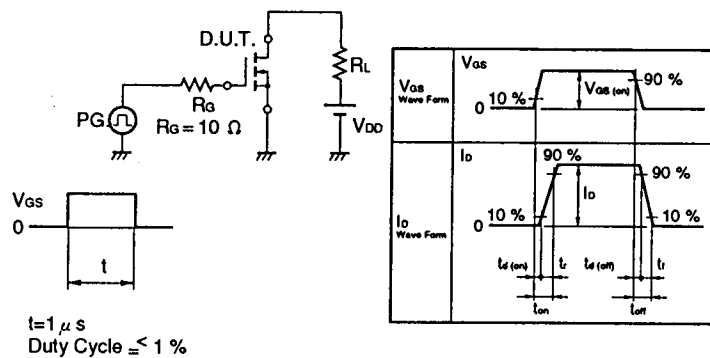 D.U.T.
RL
RG
PG.
RG = 10 Ω
VDD
VGS
0
t
t=1 μ s
Duty Cycle ≦ 1 %
VGS
Wave Form
VGS
10 %
0
VGS (on)
90 %
ID
Wave Form
ID
90 %
90 %
10 %
0
ID
10 %
td (on)
tr
td (off)
tf
ton
toff